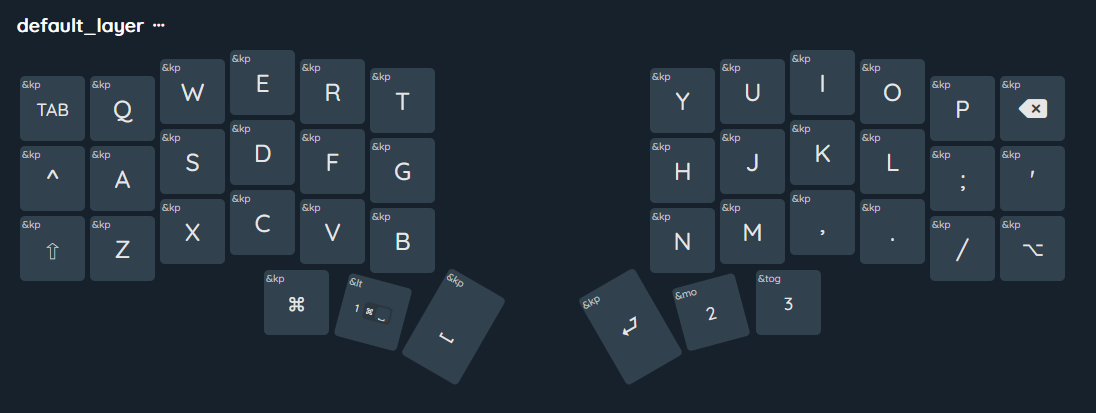 default_layer ···
&kp &kp &kp &kp &kp &kp &kp &kp &kp &kp &kp &kp
TAB Q W E R T Y U I O P ⌫
&kp &kp &kp &kp &kp &kp &kp &kp &kp &kp &kp &kp
^ A S D F G H J K L ; '
&kp &kp &kp &kp &kp &kp &kp &kp &kp &kp &kp &kp
⇧ Z X C V B N M , . / ⌥
&kp &lt &kp &kp &mo &tog
⌘ 1 ⌘ ⎵ ⎵ ⏎ 2 3